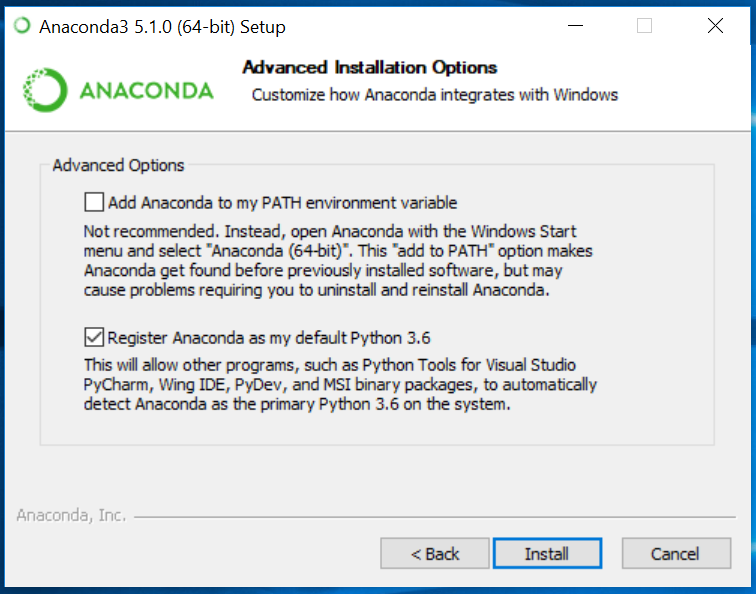 Anaconda3 5.1.0 (64-bit) Setup
ANACONDA
Advanced Installation Options
Customize how Anaconda integrates with Windows
Advanced Options
Add Anaconda to my PATH environment variable
Not recommended. Instead, open Anaconda with the Windows Start
menu and select "Anaconda (64-bit)". This "add to PATH" option makes
Anaconda get found before previously installed software, but may
cause problems requiring you to uninstall and reinstall Anaconda.
Register Anaconda as my default Python 3.6
This will allow other programs, such as Python Tools for Visual Studio
PyCharm, Wing IDE, PyDev, and MSI binary packages, to automatically
detect Anaconda as the primary Python 3.6 on the system.
Anaconda, Inc.
< Back Install Cancel